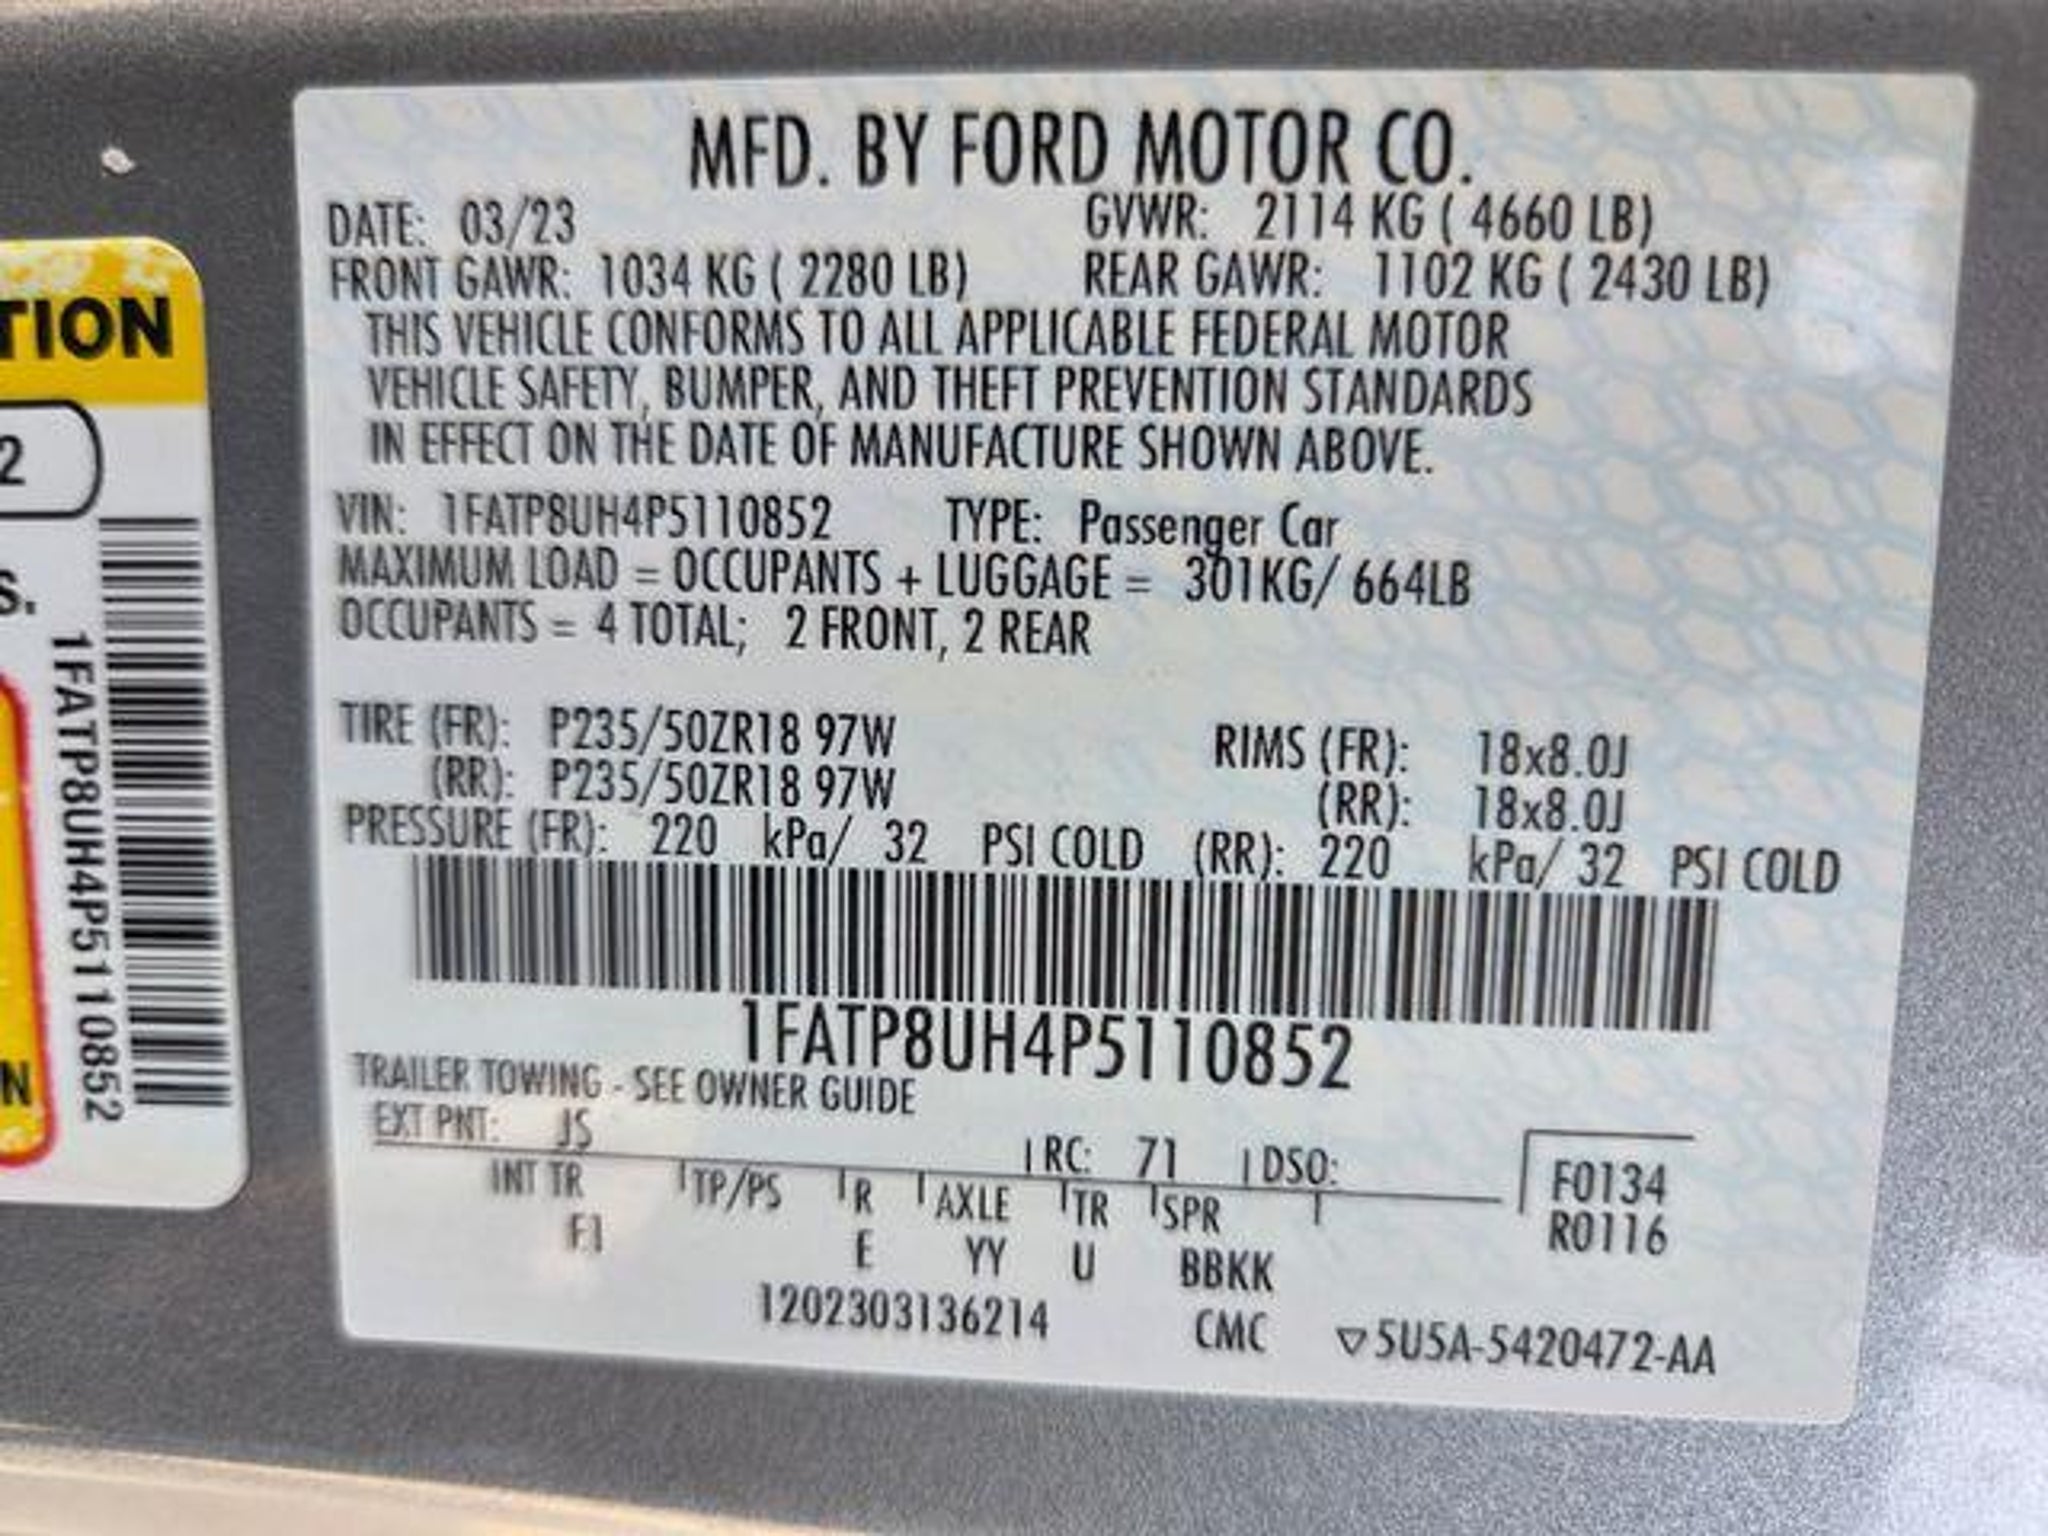 MFD. BY FORD MOTOR CO.
DATE: 03/23 GVWR: 2114 KG ( 4660 LB)
FRONT GAWR: 1034 KG ( 2280 LB) REAR GAWR: 1102 KG ( 2430 LB)
THIS VEHICLE CONFORMS TO ALL APPLICABLE FEDERAL MOTOR
VEHICLE SAFETY, BUMPER, AND THEFT PREVENTION STANDARDS
IN EFFECT ON THE DATE OF MANUFACTURE SHOWN ABOVE.
VIN: 1FATP8UH4P5110852 TYPE: Passenger Car
MAXIMUM LOAD = OCCUPANTS + LUGGAGE = 301KG/ 664LB
OCCUPANTS = 4 TOTAL; 2 FRONT, 2 REAR
TIRE (FR): P235/50ZR18 97W RIMS (FR): 18x8.0J
(RR): P235/50ZR18 97W (RR): 18x8.0J
PRESSURE (FR): 220 kPa/ 32 PSI COLD (RR): 220 kPa/ 32 PSI COLD
1FATP8UH4P5110852
TRAILER TOWING - SEE OWNER GUIDE
EXT PNT: JS RC: 71 DSO: F0134
INT TR TP/PS R AXLE TR SPR R0116
F1 E YY U BBKK
1202303136214 CMC ▽5U5A-5420472-AA
TION
2
S.
1FATP8UH4P5110852
N